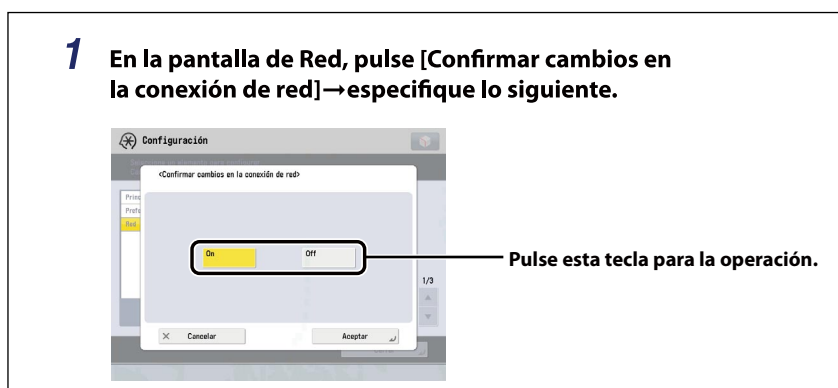 1 En la pantalla de Red, pulse [Confirmar cambios en
la conexión de red]→especifique lo siguiente.
Configuración
<Confirmar cambios en la conexión de red>
Red
On
Off
Pulse esta tecla para la operación.
1/3
Cancelar
Aceptar